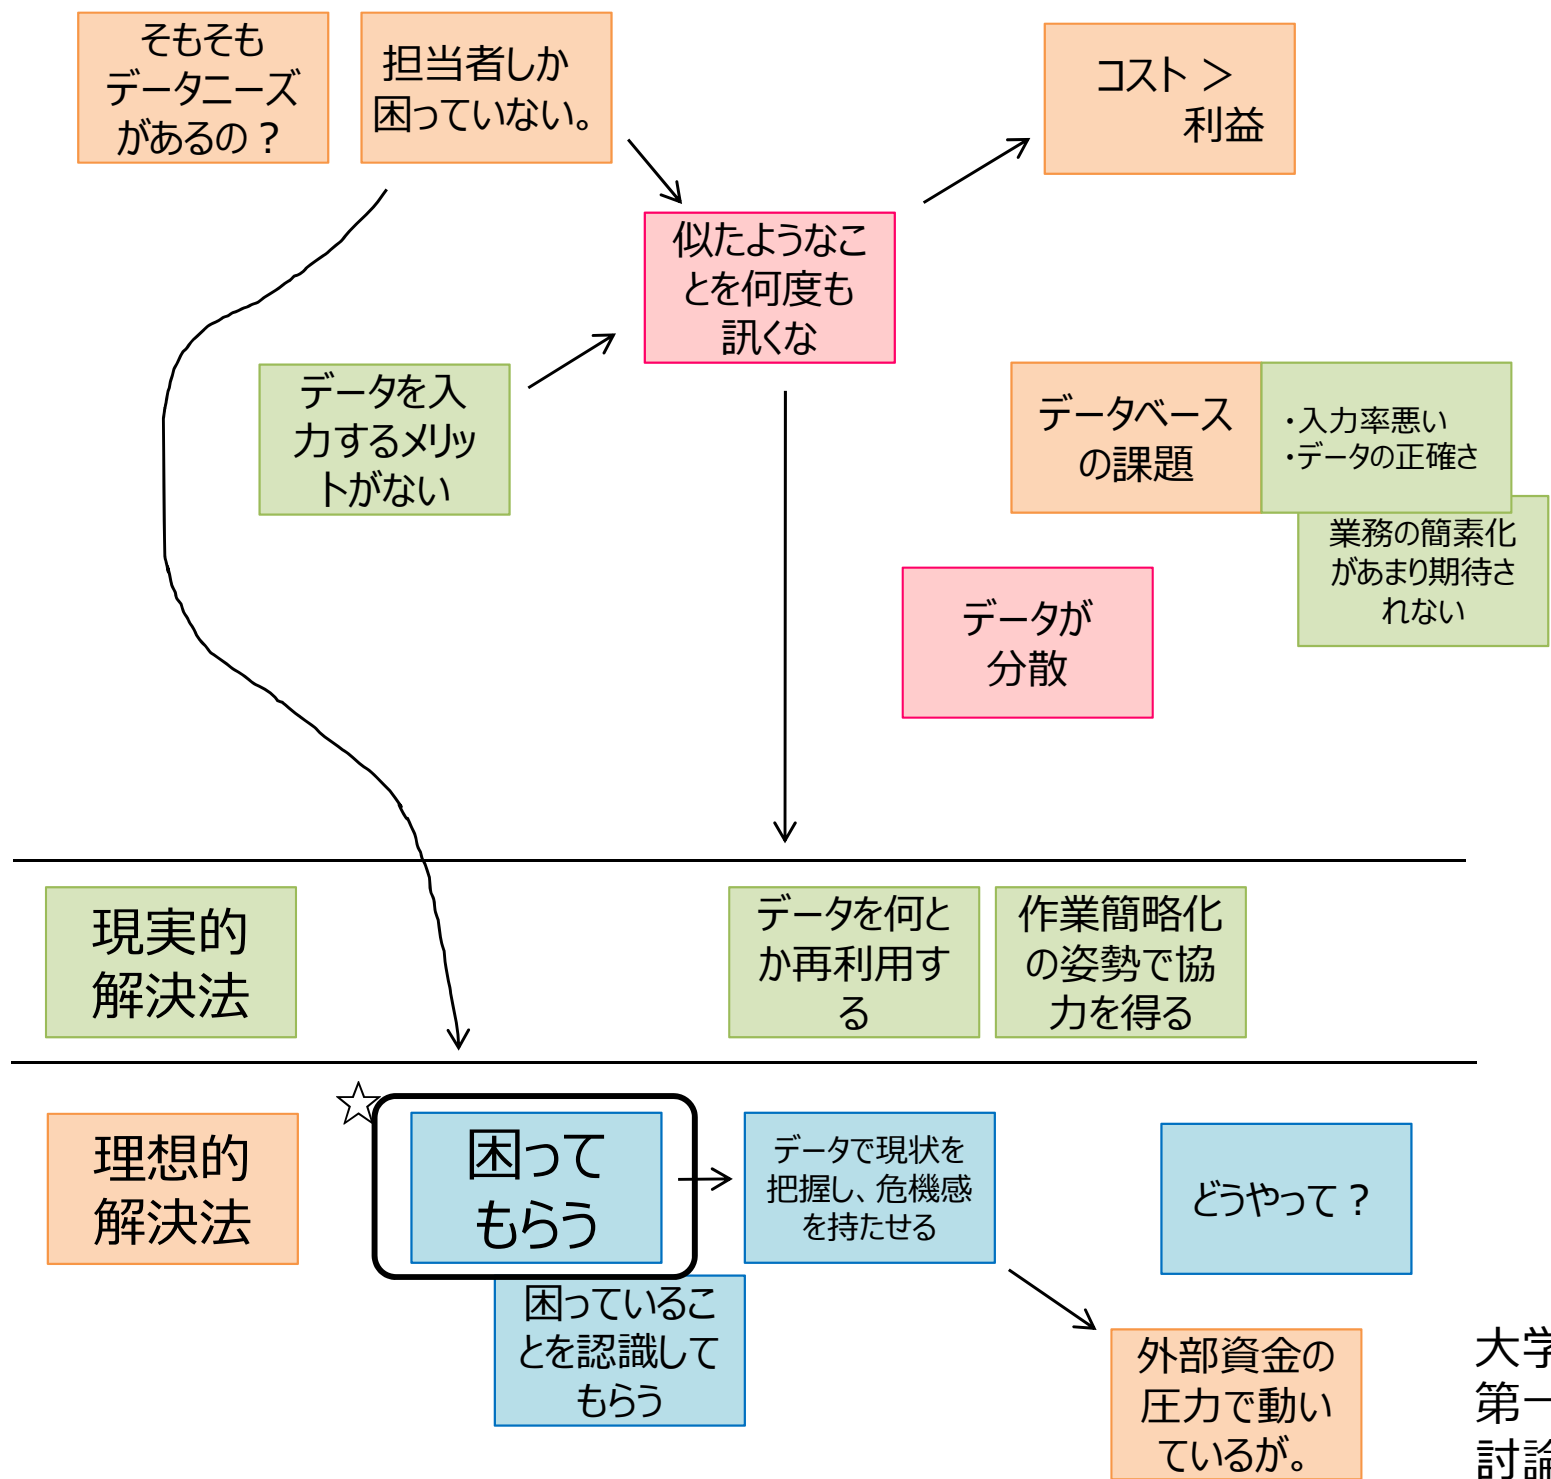 そもそも
データニーズ
があるの？
担当者しか
困っていない。
コスト ＞
利益
似たようなこ
とを何度も
訊くな
データを入
力するメリッ
トがない
データベース
の課題
・入力率悪い
・データの正確さ
業務の簡素化
があまり期待さ
れない
データが
分散
現実的
解決法
データを何と
か再利用す
る
作業簡略化
の姿勢で協
力を得る
理想的
解決法
困って
もらう
データで現状を
把握し、危機感
を持たせる
どうやって？
困っているこ
とを認識して
もらう
外部資金の
圧力で動い
ているが。
大学
第一
討論